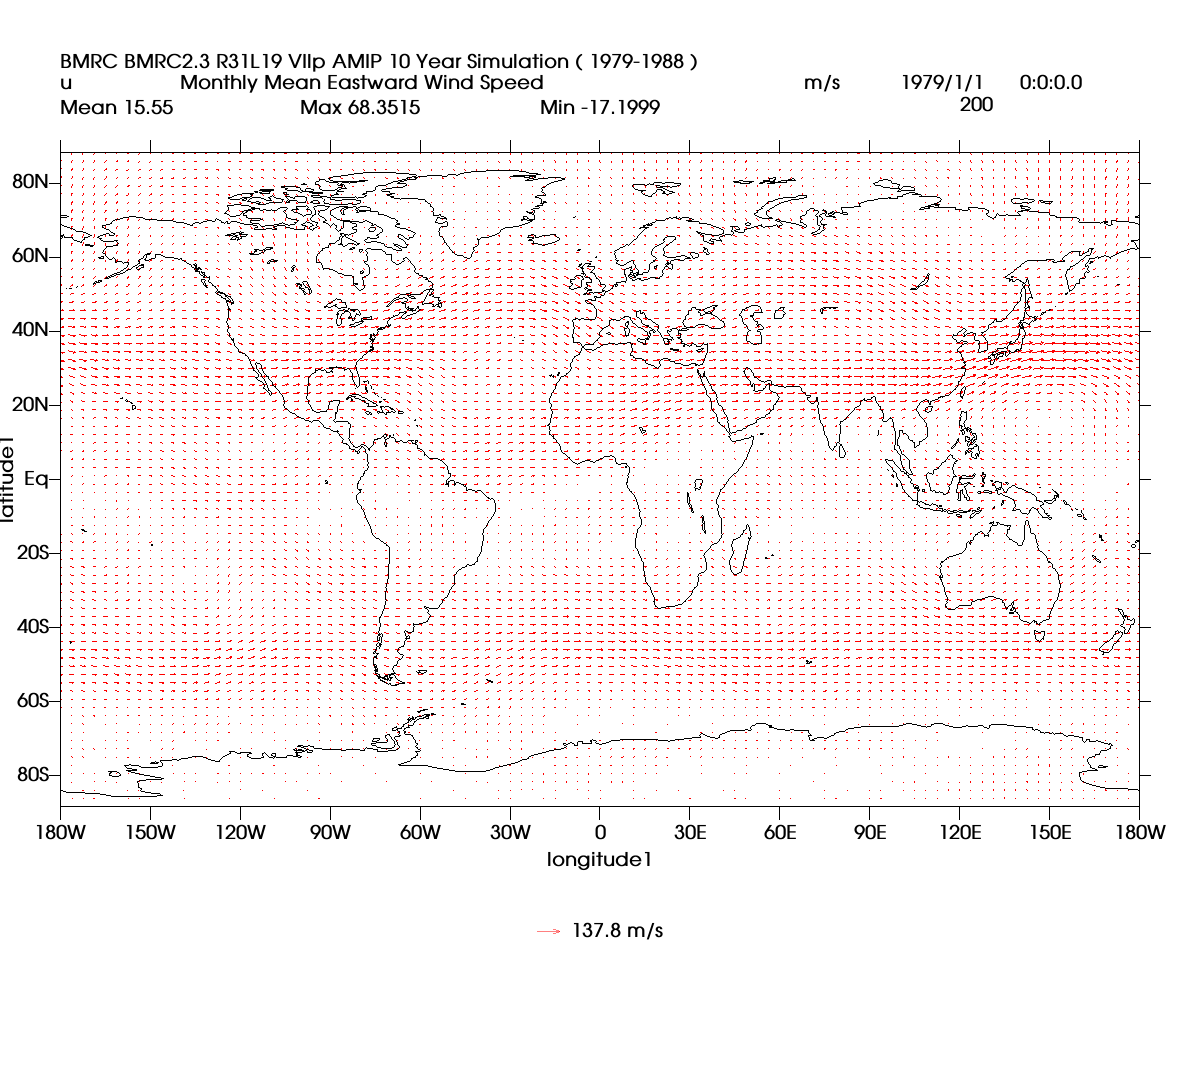 BMRC BMRC2.3 R31L19 VIIp AMIP 10 Year Simulation ( 1979-1988 )
u Monthly Mean Eastward Wind Speed m/s 1979/1/1 0:0:0.0
Mean 15.55 Max 68.3515 Min -17.1999 200
80N
60N
40N
20N
Eq
20S
40S
60S
80S
latitude1
180W 150W 120W 90W 60W 30W 0 30E 60E 90E 120E 150E 180W
longitude1
137.8 m/s